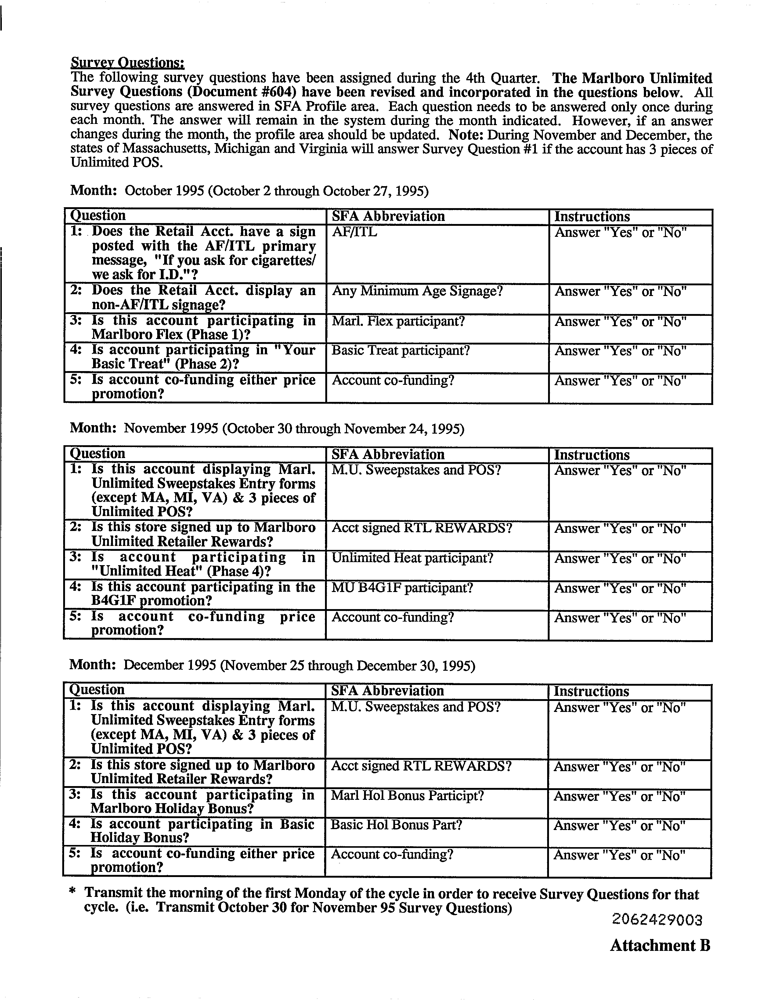 Survey Questions:
The following survey questions have been assigned during the 4th Quarter. The Marlboro Unlimited
Survey Questions (Document #604) have been revised and incorporated in the questions below. All
survey questions are answered in SFA Profile area. Each question needs to be answered only once during
each month. The answer will remain in the system during the month indicated. However, if an answer
changes during the month, the profile area should be updated. Note: During November and December, the
states of Massachusetts, Michigan and Virginia will answer Survey Question #1 if the account has 3 pieces of
Unlimited POS.
Month: October 1995 (October 2 through October 27, 1995)
Question SFA Abbreviation Instructions
1: Does the Retail Acct. have a sign AF/ITL Answer "Yes" or "No"
posted with the AF/ITL primary
message, "If you ask for cigarettes/
we ask for I.D."?
2: Does the Retail Acct. display an Any Minimum Age Signage? Answer "Yes" or "No"
non-AF/ITL signage?
3: Is this account participating in Marl. Flex participant? Answer "Yes" or "No"
Marlboro Flex (Phase 1)?
4: Is account participating in "Your Basic Treat participant? Answer "Yes" or "No"
Basic Treat" (Phase 2)?
5: Is account co-funding either price Account co-funding? Answer "Yes" or "No"
promotion?
Month: November 1995 (October 30 through November 24, 1995)
Question SFA Abbreviation Instructions
1: Is this account displaying Marl. M.U. Sweepstakes and POS? Answer "Yes" or "No"
Unlimited Sweepstakes Entry forms
(except MA, MI, VA) & 3 pieces of
Unlimited POS?
2: Is this store signed up to Marlboro Acct signed RTL REWARDS? Answer "Yes" or "No"
Unlimited Retailer Rewards?
3: Is account participating in Unlimited Heat participant? Answer "Yes" or "No"
"Unlimited Heat" (Phase 4)?
4: Is this account participating in the MU B4G1F participant? Answer "Yes" or "No"
B4G1F promotion?
5: Is account co-funding price Account co-funding? Answer "Yes" or "No"
promotion?
Month: December 1995 (November 25 through December 30, 1995)
Question SFA Abbreviation Instructions
1: Is this account displaying Marl. M.U. Sweepstakes and POS? Answer "Yes" or "No"
Unlimited Sweepstakes Entry forms
(except MA, MI, VA) & 3 pieces of
Unlimited POS?
2: Is this store signed up to Marlboro Acct signed RTL REWARDS? Answer "Yes" or "No"
Unlimited Retailer Rewards?
3: Is this account participating in Marl Hol Bonus Participt? Answer "Yes" or "No"
Marlboro Holiday Bonus?
4: Is account participating in Basic Basic Hol Bonus Part? Answer "Yes" or "No"
Holiday Bonus?
5: Is account co-funding either price Account co-funding? Answer "Yes" or "No"
promotion?
* Transmit the morning of the first Monday of the cycle in order to receive Survey Questions for that
cycle. (i.e. Transmit October 30 for November 95 Survey Questions)
2062429003
Attachment B